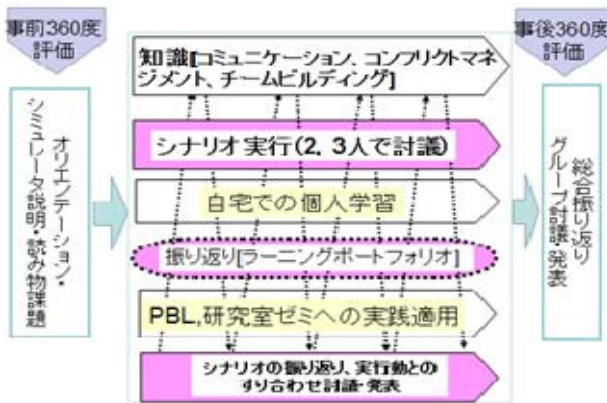 事前360度
評価
オリエンテーション・
シミュレータ説明・読み物課題
知識[コミュニケーション、コンフリクトマネ
ジメント、チームビルディング]
シナリオ実行(2，3人で討議)
自宅での個人学習
振り返り[ラーニングポートフォリオ]
PBL,研究室ゼミへの実践適用
シナリオの振り返り、実行動との
すり合わせ討議・発表
事後360度
評価
総合振り返り
グループ討議・発表